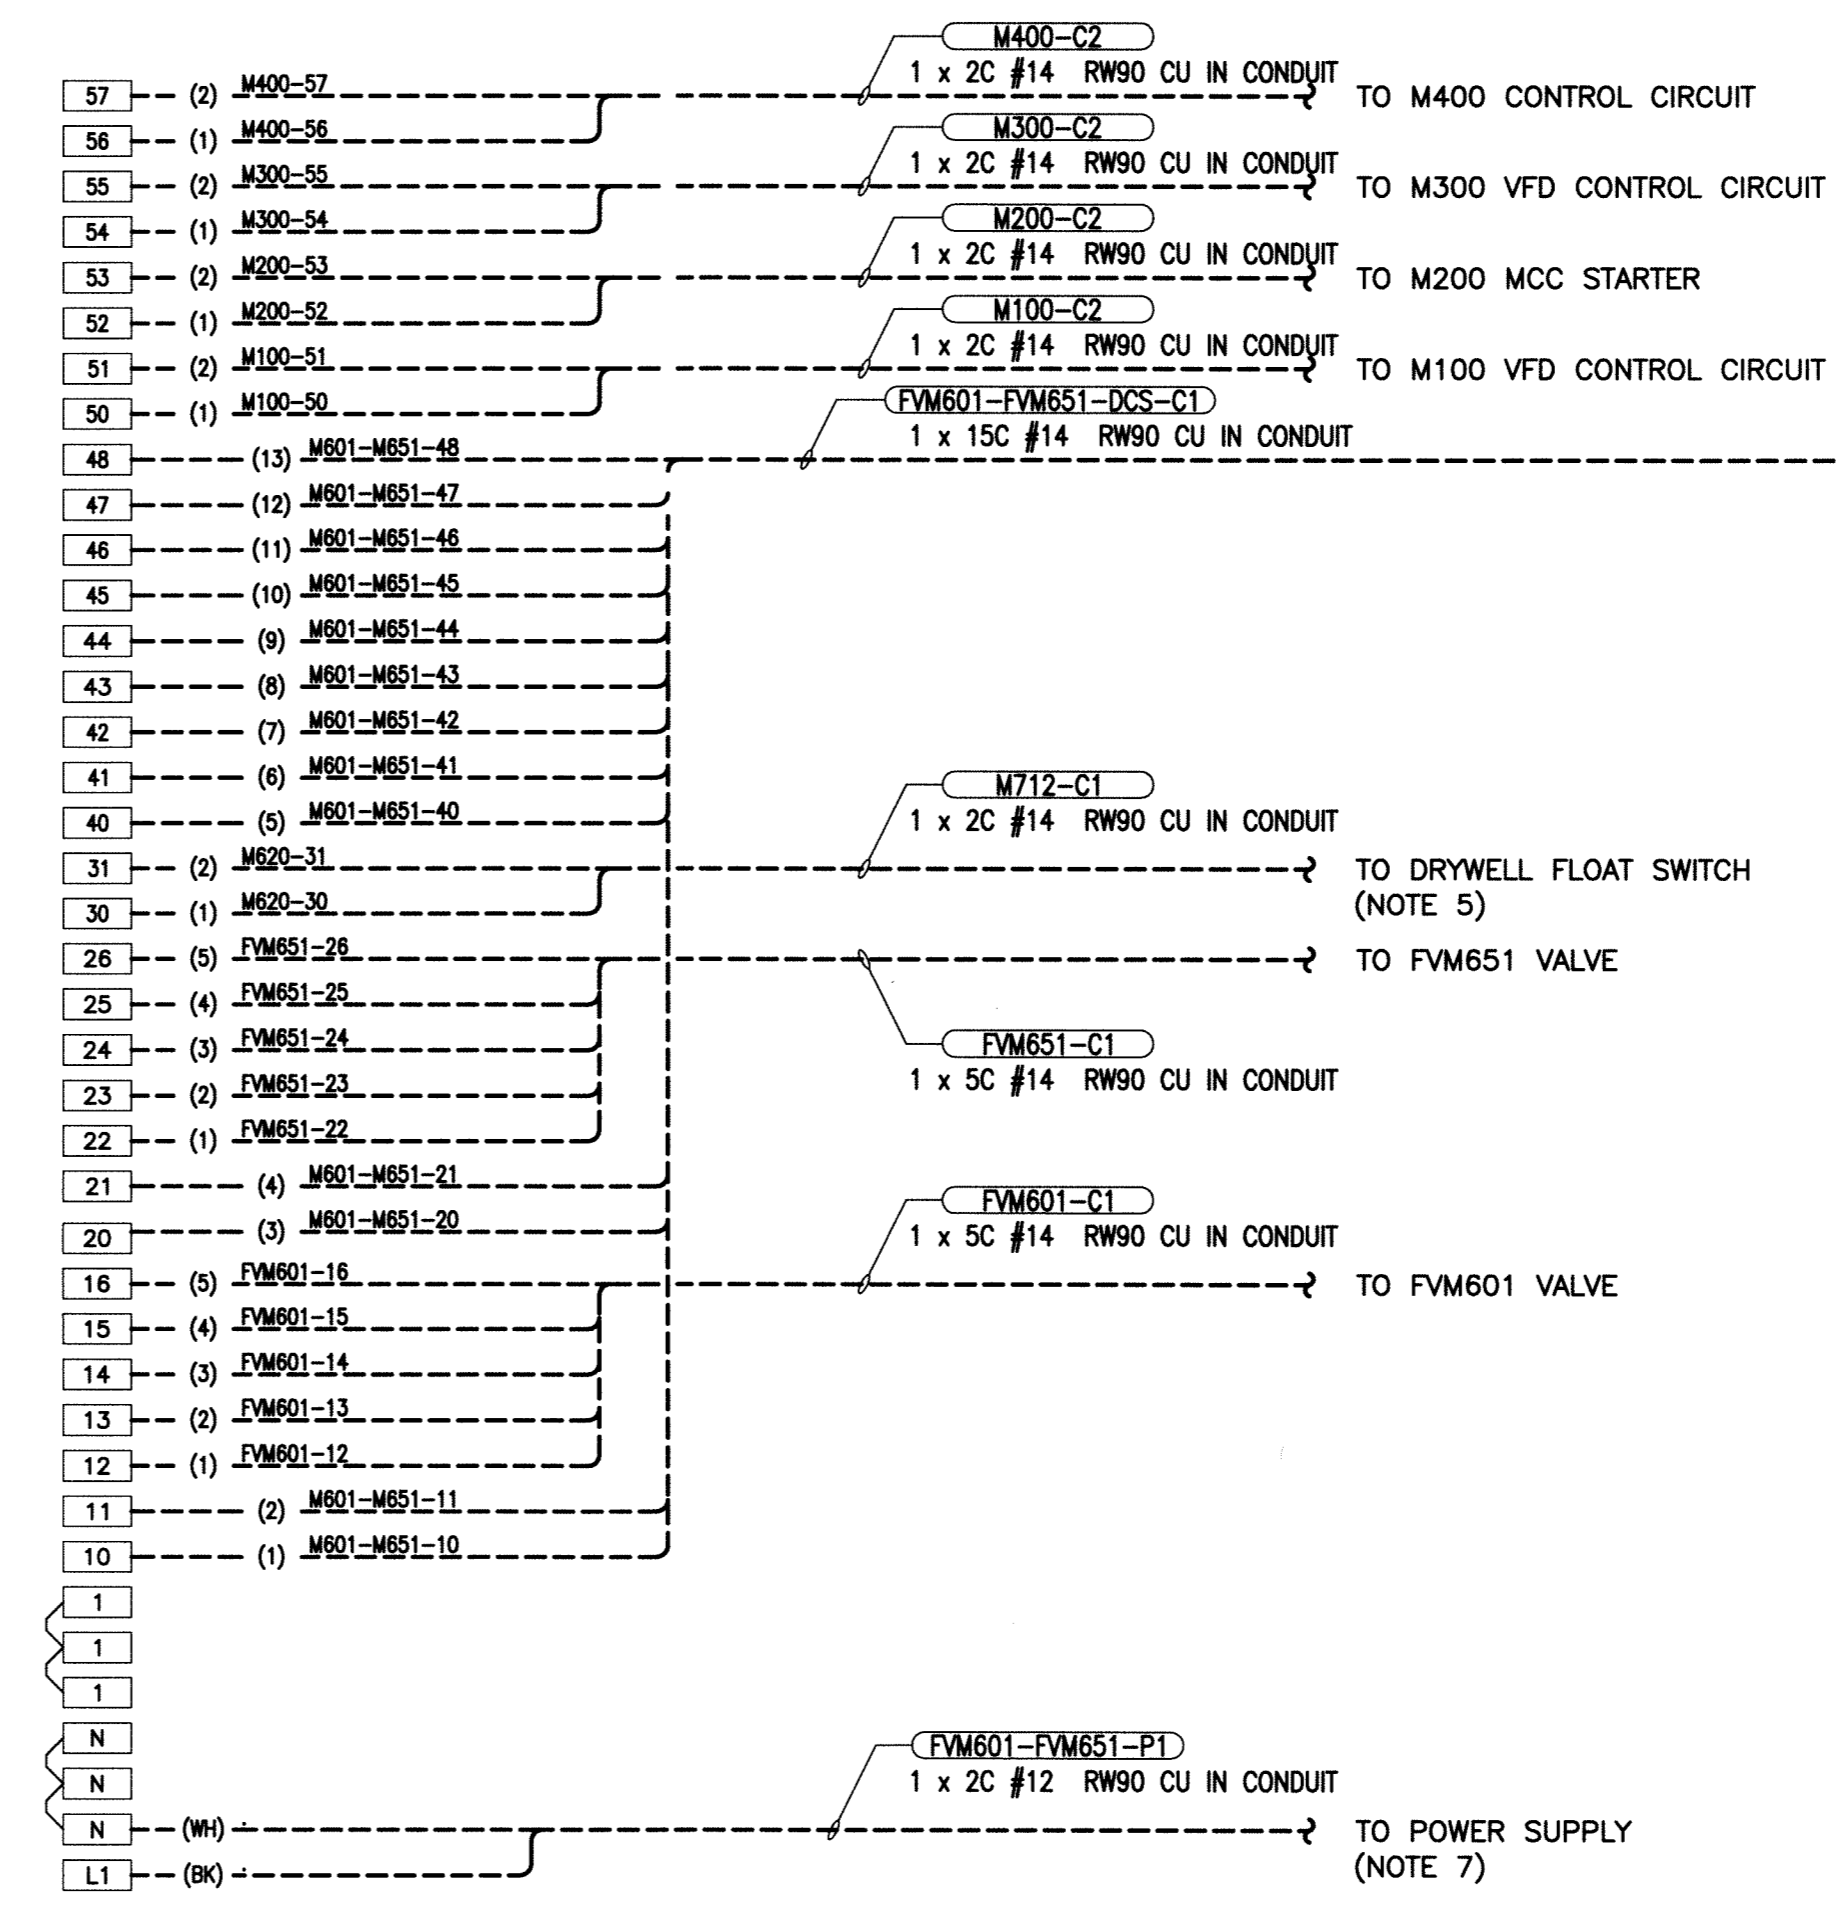 M400-C2
1 x 2C #14 RW90 CU IN CONDUIT
57 (2) M400-57 TO M400 CONTROL CIRCUIT
56 (1) M400-56
M300-C2
1 x 2C #14 RW90 CU IN CONDUIT
55 (2) M300-55 TO M300 VFD CONTROL CIRCUIT
54 (1) M300-54
M200-C2
1 x 2C #14 RW90 CU IN CONDUIT
53 (2) M200-53 TO M200 MCC STARTER
52 (1) M200-52
M100-C2
1 x 2C #14 RW90 CU IN CONDUIT
51 (2) M100-51 TO M100 VFD CONTROL CIRCUIT
50 (1) M100-50
FVM601-FVM651-DCS-C1
1 x 15C #14 RW90 CU IN CONDUIT
48 (13) M601-M651-48
47 (12) M601-M651-47
46 (11) M601-M651-46
45 (10) M601-M651-45
44 (9) M601-M651-44
43 (8) M601-M651-43
42 (7) M601-M651-42
41 (6) M601-M651-41
40 (5) M601-M651-40
M712-C1
1 x 2C #14 RW90 CU IN CONDUIT
31 (2) M620-31 TO DRYWELL FLOAT SWITCH
(NOTE 5)
30 (1) M620-30
26 (5) FVM651-26 TO FVM651 VALVE
25 (4) FVM651-25
24 (3) FVM651-24
FVM651-C1
1 x 5C #14 RW90 CU IN CONDUIT
23 (2) FVM651-23
22 (1) FVM651-22
21 (4) M601-M651-21
20 (3) M601-M651-20
FVM601-C1
1 x 5C #14 RW90 CU IN CONDUIT
16 (5) FVM601-16 TO FVM601 VALVE
15 (4) FVM601-15
14 (3) FVM601-14
13 (2) FVM601-13
12 (1) FVM601-12
11 (2) M601-M651-11
10 (1) M601-M651-10
1
1
1
N
N
FVM601-FVM651-P1
1 x 2C #12 RW90 CU IN CONDUIT
N (WH) TO POWER SUPPLY
(NOTE 7)
L1 (BK)